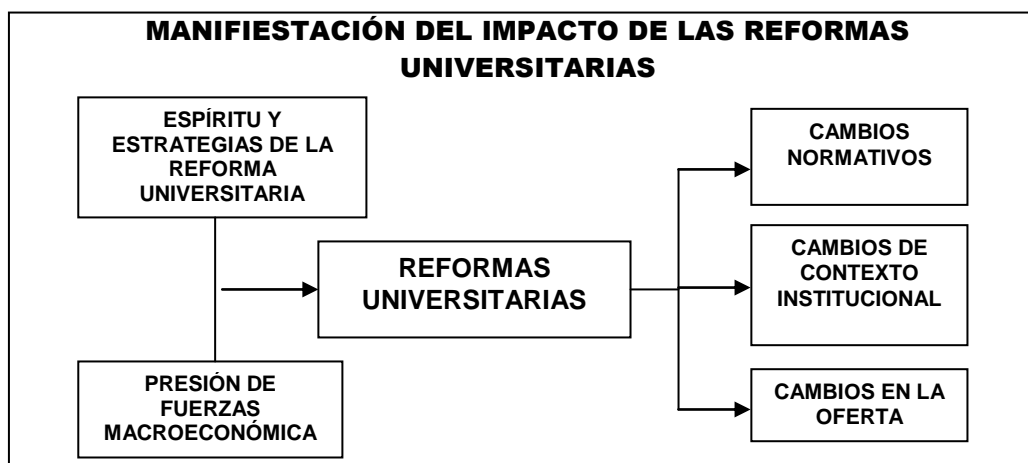 MANIFIESTACIÓN DEL IMPACTO DE LAS REFORMAS
UNIVERSITARIAS
ESPÍRITU Y
ESTRATEGIAS DE LA
REFORMA
UNIVERSITARIA
PRESIÓN DE
FUERZAS
MACROECONÓMICA
REFORMAS
UNIVERSITARIAS
CAMBIOS
NORMATIVOS
CAMBIOS DE
CONTEXTO
INSTITUCIONAL
CAMBIOS EN LA
OFERTA